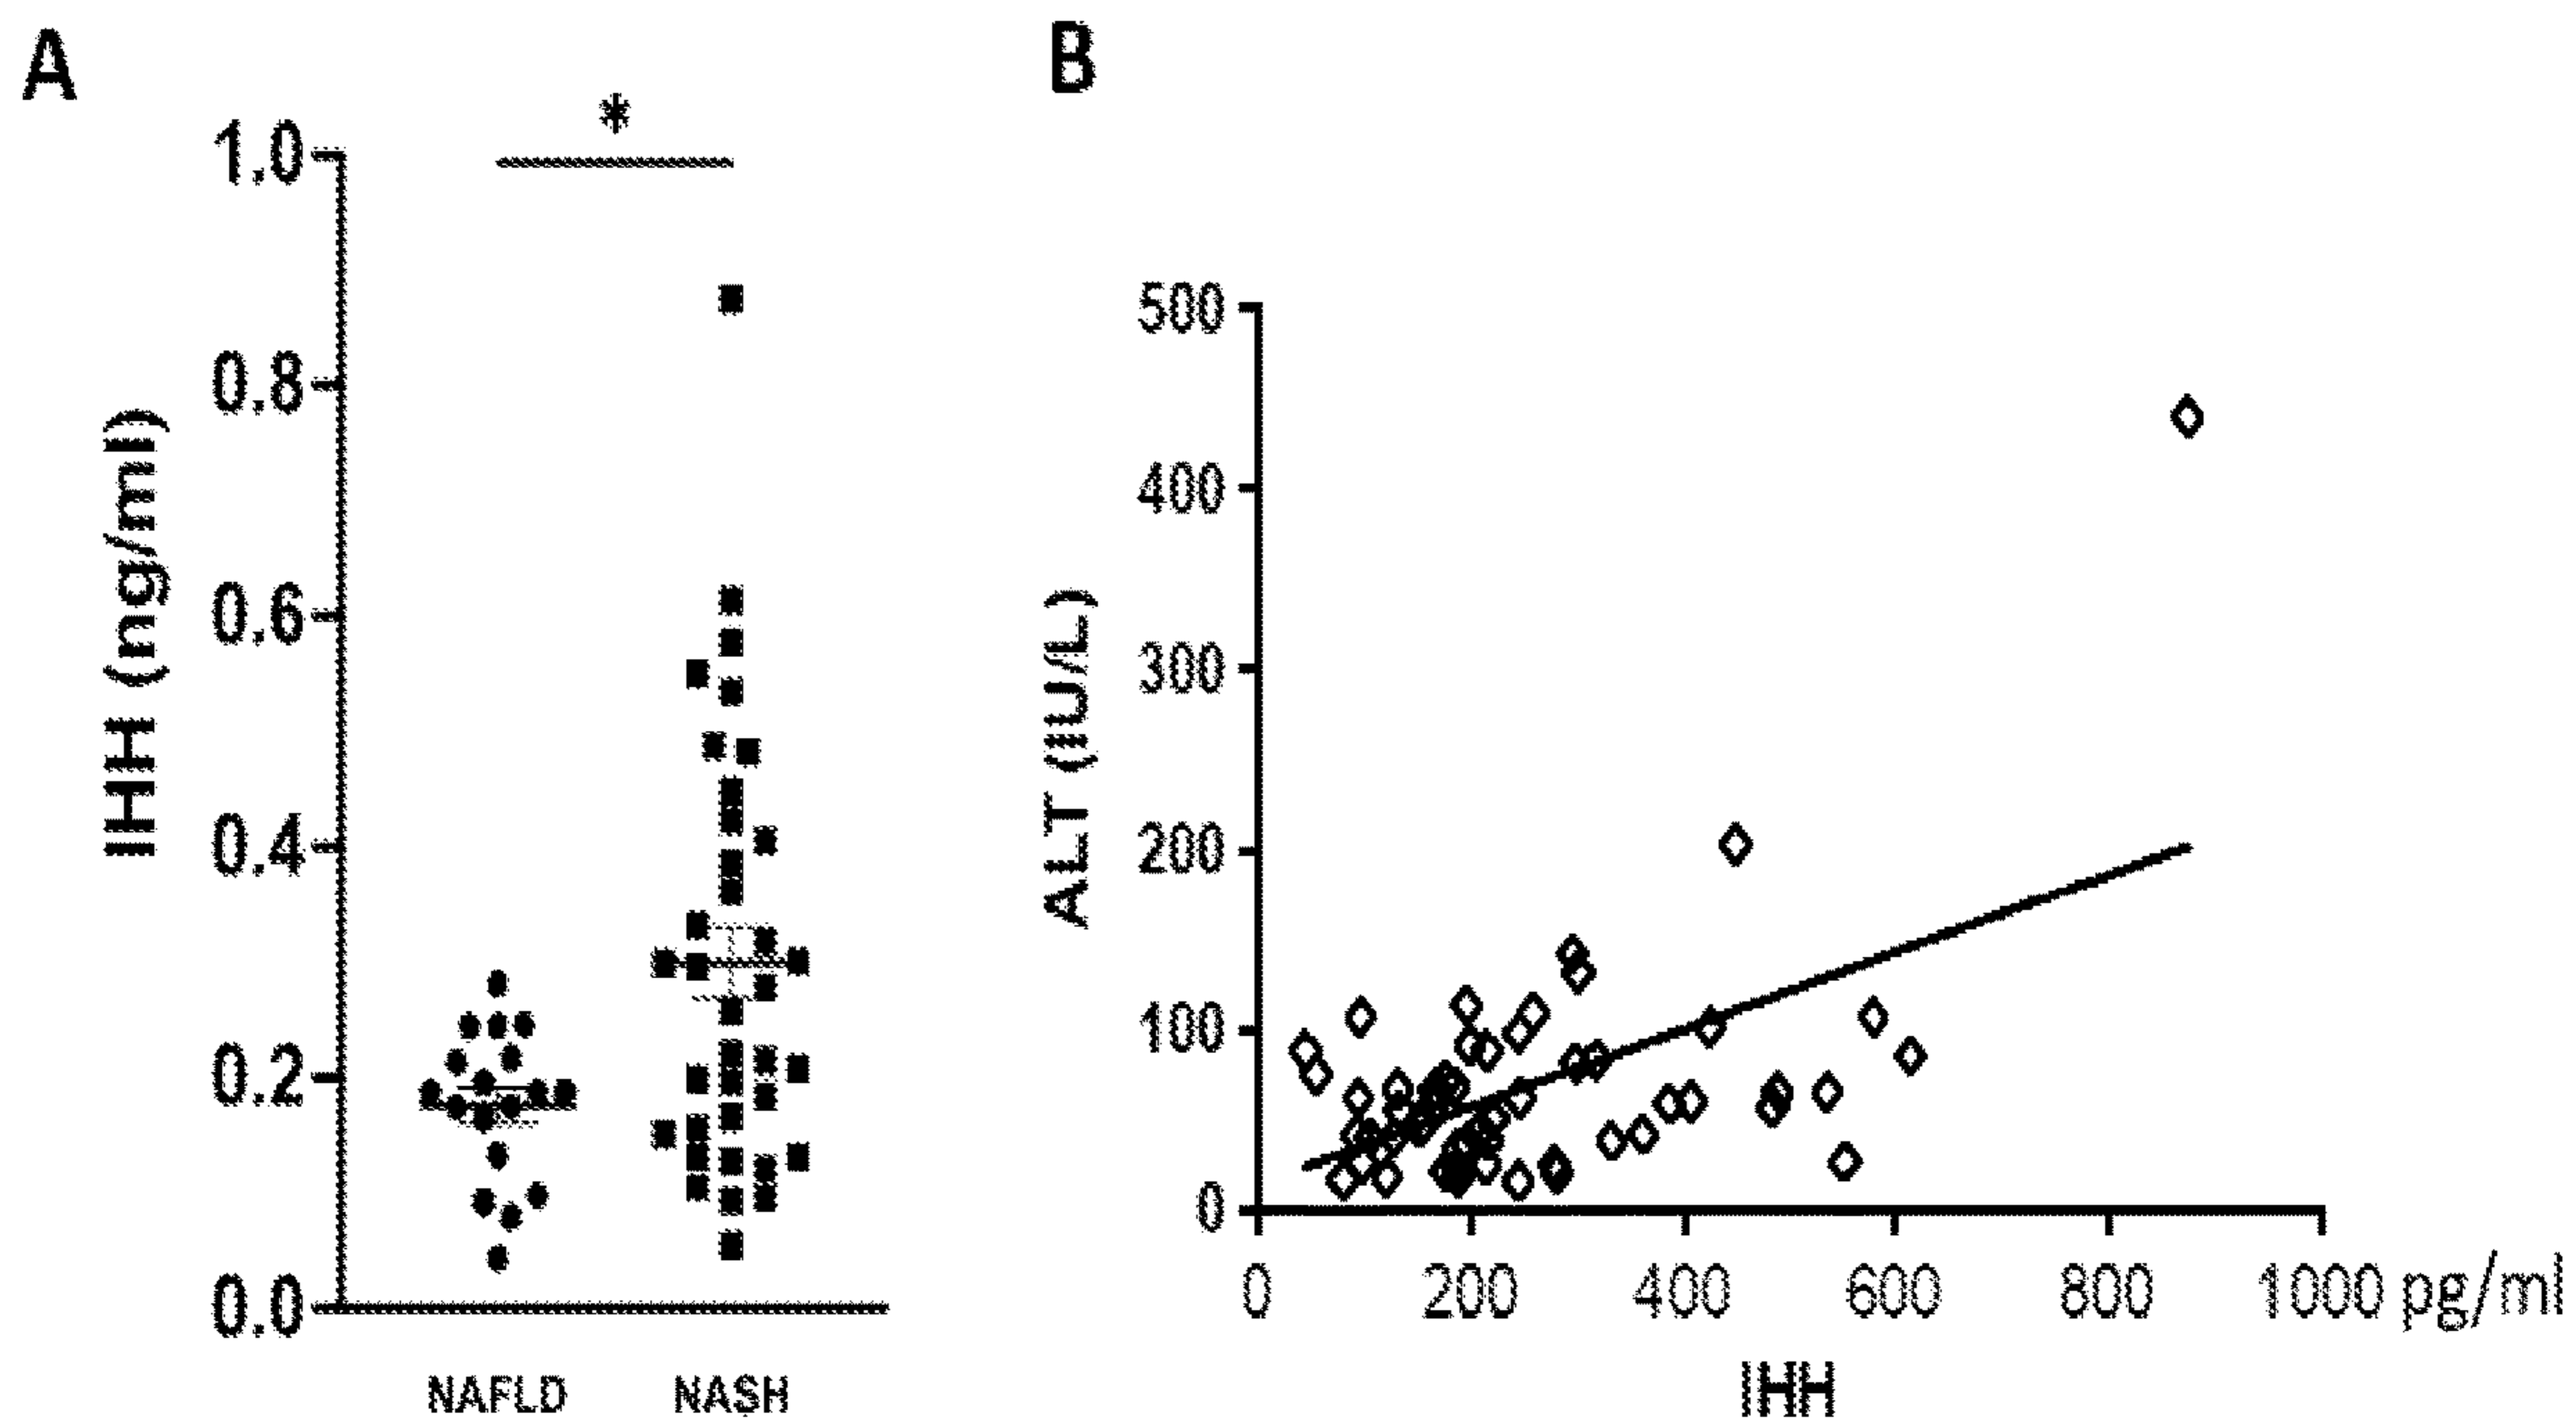 A
*
1.0
0.8
0.6
0.4
0.2
0.0
IHH (ng/ml)
NAFLD NASH
B
500
400
300
200
100
0
ALT (IU/L)
0 200 400 600 800 1000 pg/ml
IHH